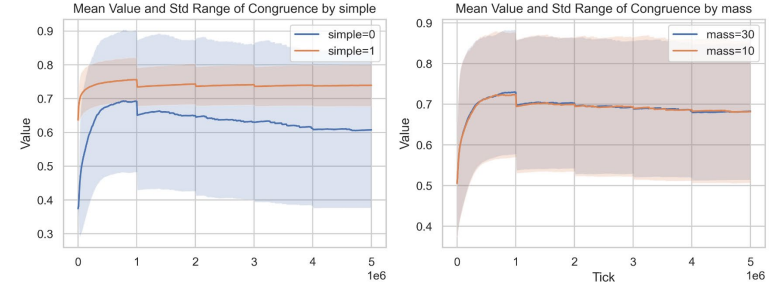 Mean Value and Std Range of Congruence by simple
0.9
0.8
0.7
0.6
0.5
0.4
0.3
Value
simple=0
simple=1
0 1 2 3 4 5
1e6
Mean Value and Std Range of Congruence by mass
0.9
0.8
0.7
0.6
0.5
0.4
Value
mass=30
mass=10
0 1 2 3 4 5
Tick
1e6